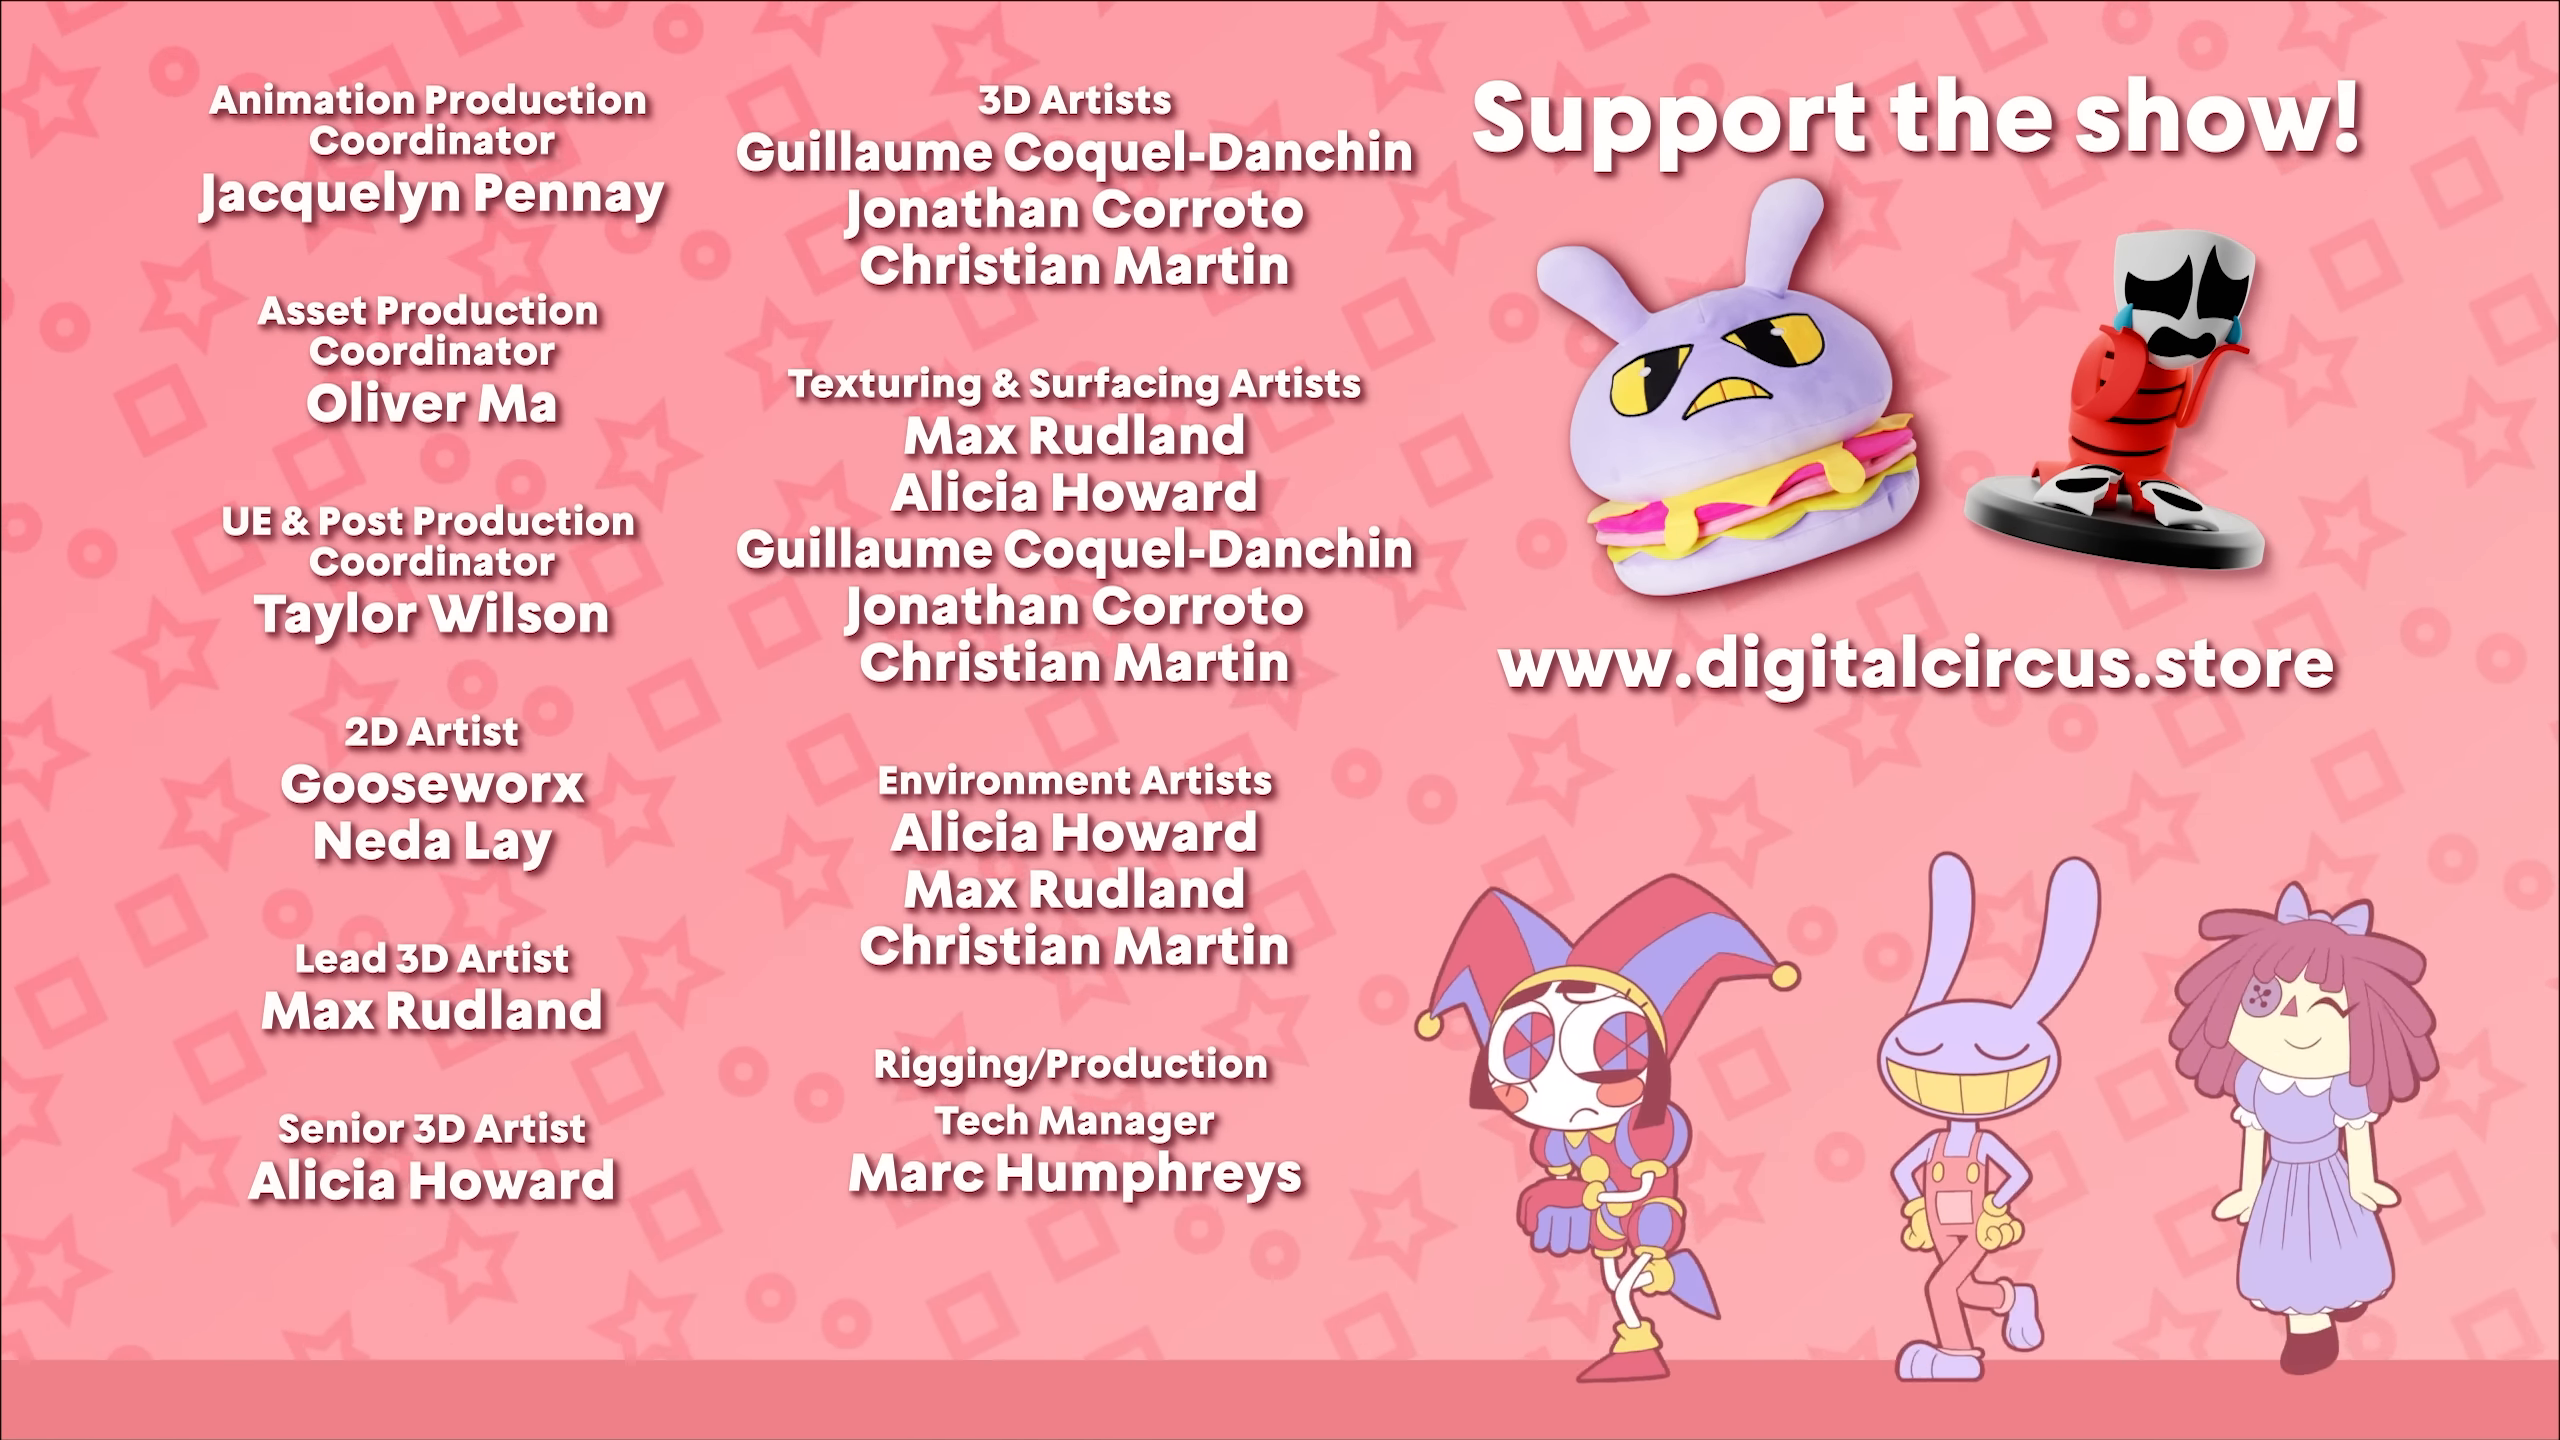 Animation Production
Coordinator
Jacquelyn Pennay
Asset Production
Coordinator
Oliver Ma
UE & Post Production
Coordinator
Taylor Wilson
2D Artist
Gooseworx
Neda Lay
Lead 3D Artist
Max Rudland
Senior 3D Artist
Alicia Howard
3D Artists
Guillaume Coquel-Danchin
Jonathan Corroto
Christian Martin
Texturing & Surfacing Artists
Max Rudland
Alicia Howard
Guillaume Coquel-Danchin
Jonathan Corroto
Christian Martin
Environment Artists
Alicia Howard
Max Rudland
Christian Martin
Rigging/Production
Tech Manager
Marc Humphreys
Support the show!
www.digitalcircus.store